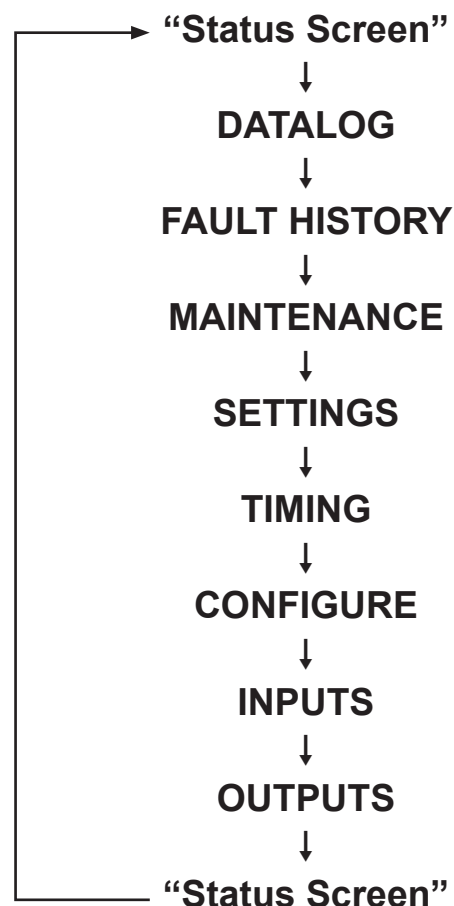 “Status Screen”
DATALOG
FAULT HISTORY
MAINTENANCE
SETTINGS
TIMING
CONFIGURE
INPUTS
OUTPUTS
“Status Screen”